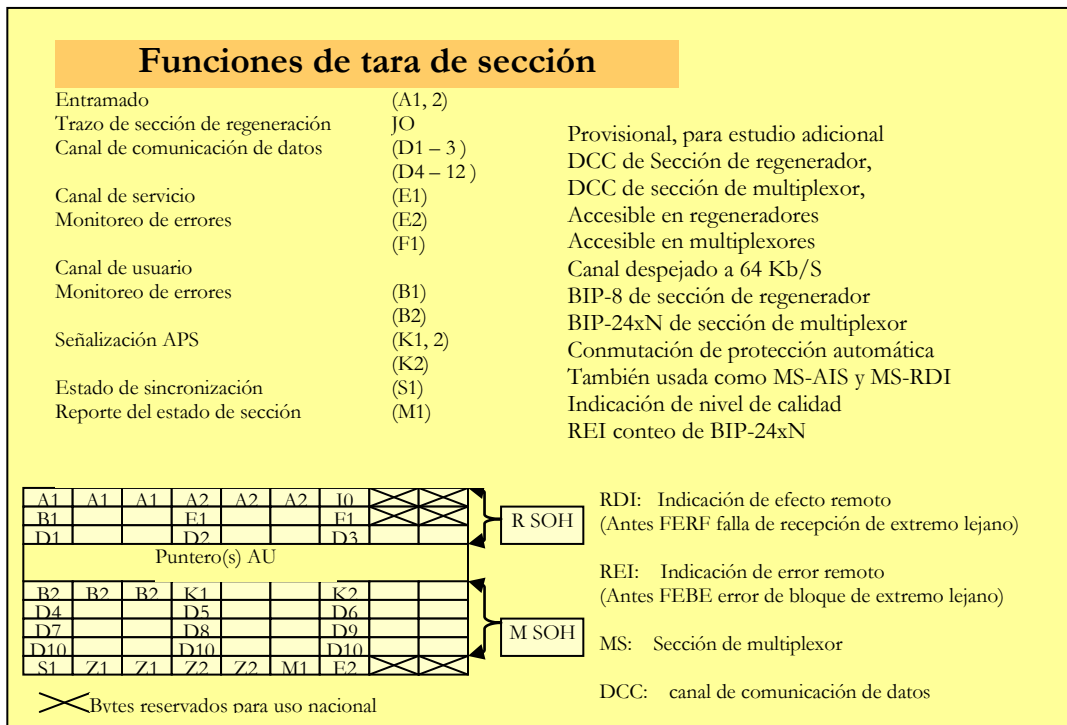 Funciones de tara de sección
Entramado (A1, 2)
Trazo de sección de regeneración JO
Canal de comunicación de datos (D1 – 3 )
(D4 – 12 )
Canal de servicio (E1)
Monitoreo de errores (E2)
(F1)
Canal de usuario
Monitoreo de errores (B1)
(B2)
Señalización APS (K1, 2)
(K2)
Estado de sincronización (S1)
Reporte del estado de sección (M1)
Provisional, para estudio adicional
DCC de Sección de regenerador,
DCC de sección de multiplexor,
Accesible en regeneradores
Accesible en multiplexores
Canal despejado a 64 Kb/S
BIP-8 de sección de regenerador
BIP-24xN de sección de multiplexor
Conmutación de protección automática
También usada como MS-AIS y MS-RDI
Indicación de nivel de calidad
REI conteo de BIP-24xN
A1 A1 A1 A2 A2 A2 J0
B1 E1 F1
D1 D2 D3
Puntero(s) AU
B2 B2 B2 K1 K2
D4 D5 D6
D7 D8 D9
D10 D10 D10
S1 Z1 Z1 Z2 Z2 M1 E2
Bytes reservados para uso nacional
R SOH
M SOH
RDI: Indicación de efecto remoto
(Antes FERF falla de recepción de extremo lejano)
REI: Indicación de error remoto
(Antes FEBE error de bloque de extremo lejano)
MS: Sección de multiplexor
DCC: canal de comunicación de datos